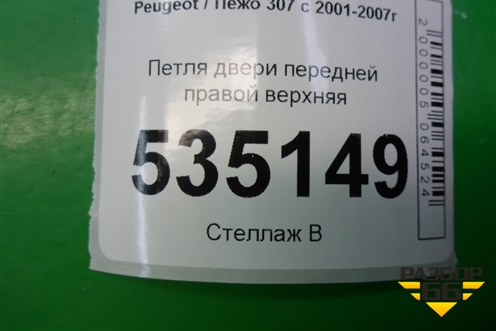 Peugeot / Пежо 307 с 2001-2007г
Петля двери передней
правой верхняя
535149
Стеллаж В
2000005064524
РАЗБОР
66